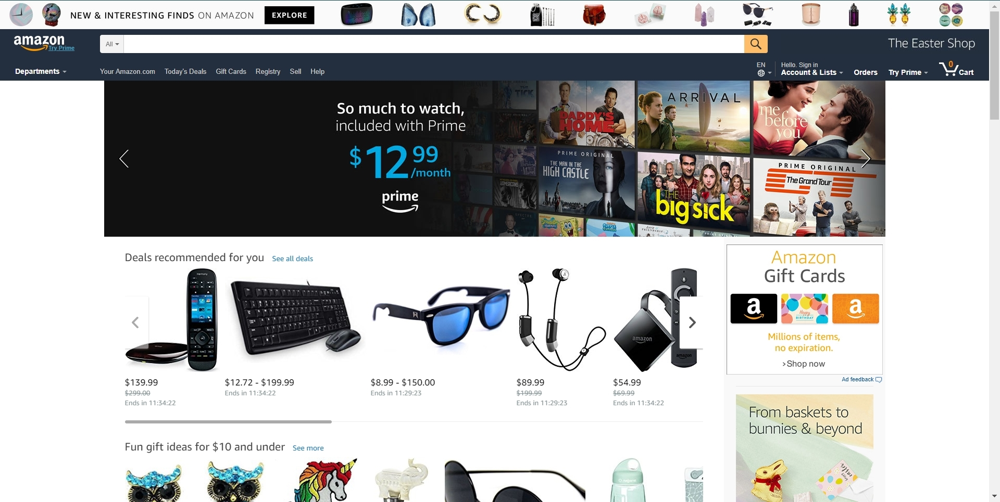 NEW & INTERESTING FINDS ON AMAZON
EXPLORE
amazon
Try Prime
All
The Easter Shop
Departments
Your Amazon.com
Today's Deals
Gift Cards
Registry
Sell
Help
EN
Hello. Sign in
Account & Lists
Orders
Try Prime
0
Cart
So much to watch,
included with Prime
$12.99
/month
prime
TICK
DADDY'S
HOME
ARRIVAL
me
before
you
PRIME ORIGINAL
THE MAN IN THE
HIGH CASTLE
THE
big sick
PRIME ORIGINAL
The Grand Tour
Deals recommended for you
See all deals
harmony
amazon
amazon
$139.99
$299.00
Ends in 11:34:22
$12.72 - $199.99
Ends in 11:34:22
$8.99 - $150.00
Ends in 11:29:23
$89.99
$199.99
Ends in 11:29:23
$54.99
$69.99
Ends in 11:34:22
Amazon
Gift Cards
a
Happy
BIRTHDAY
a
Millions of items,
no expiration.
>Shop now
Ad feedback
Fun gift ideas for $10 and under
See more
From baskets to
bunnies & beyond